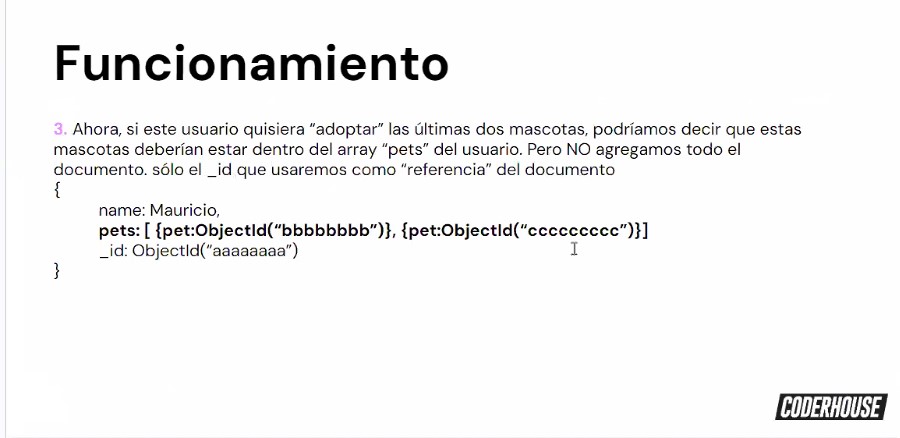 Funcionamiento
3. Ahora, si este usuario quisiera “adoptar” las últimas dos mascotas, podríamos decir que estas
mascotas deberían estar dentro del array “pets” del usuario. Pero NO agregamos todo el
documento. sólo el _id que usaremos como “referencia” del documento
{
name: Mauricio,
pets: [ {pet:ObjectId(“bbbbbbbbb”)}, {pet:ObjectId(“ccccccccc”)}]
_id: ObjectId(“aaaaaaaa”)
}
CODERHOUSE